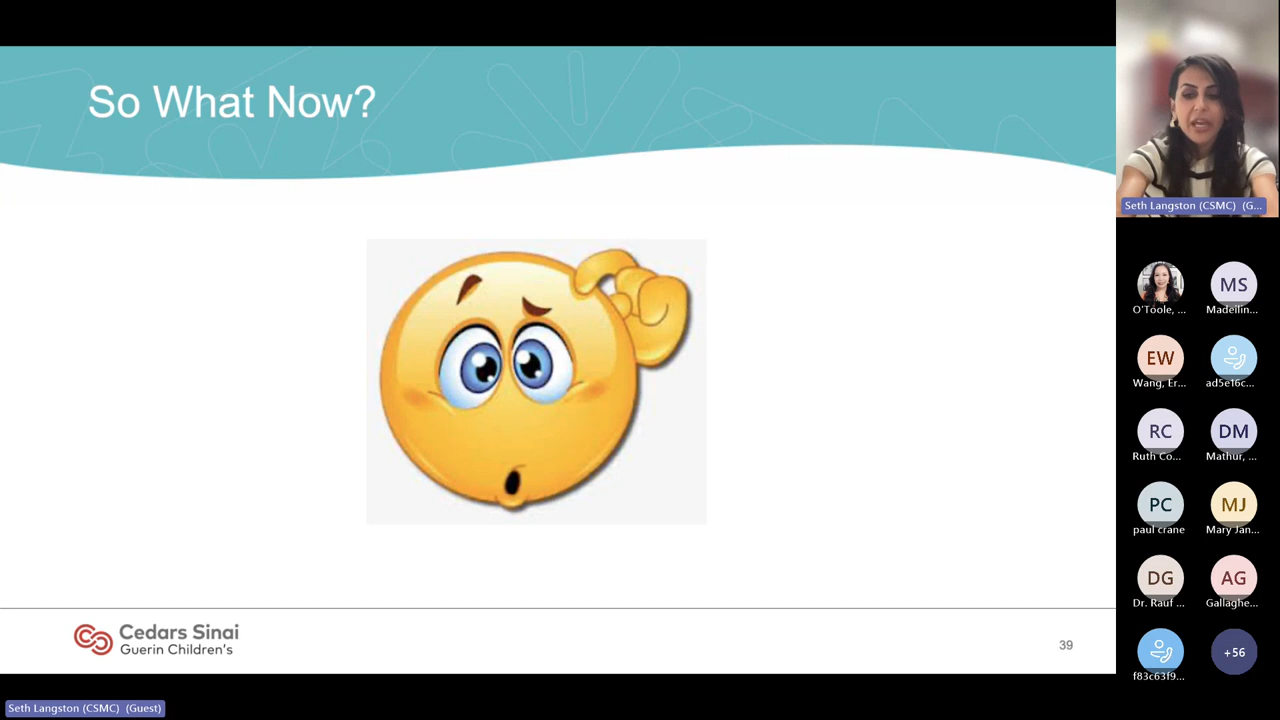 So What Now?
Cedars Sinai
Guerin Children's
39
Seth Langston (CSMC) (G...
O'Toole, ...
MS
Madeilin...
EW
Wang, Er...
ad5e16c...
RC
Ruth Co...
DM
Mathur, ...
PC
paul crane
MJ
Mary Jan...
DG
Dr. Rauf ...
AG
Gallaghe...
f83c63f9...
+56
Seth Langston (CSMC) (Guest)